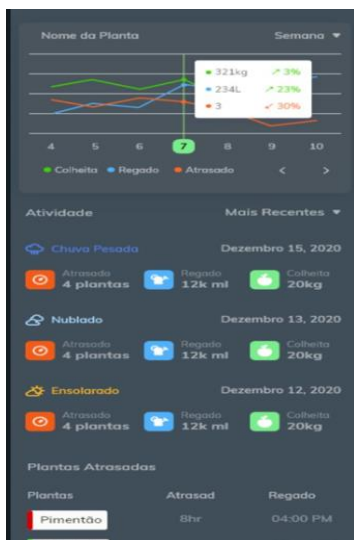 Nome da Planta Semana
321kg 3%
234L 23%
3 30%
4 5 6 7 8 9 10
Colheita Regado Atrasado < >
Atividade Mais Recentes
Chuva Pesada Dezembro 15, 2020
Atrasado Regado Colheita
4 plantas 12k ml 20kg
Nublado Dezembro 13, 2020
Atrasado Regado Colheita
4 plantas 12k ml 20kg
Ensolarado Dezembro 12, 2020
Atrasado Regado Colheita
4 plantas 12k ml 20kg
Plantas Atrasadas
Plantas Atrasad Regado
Pimentão 8hr 04:00 PM